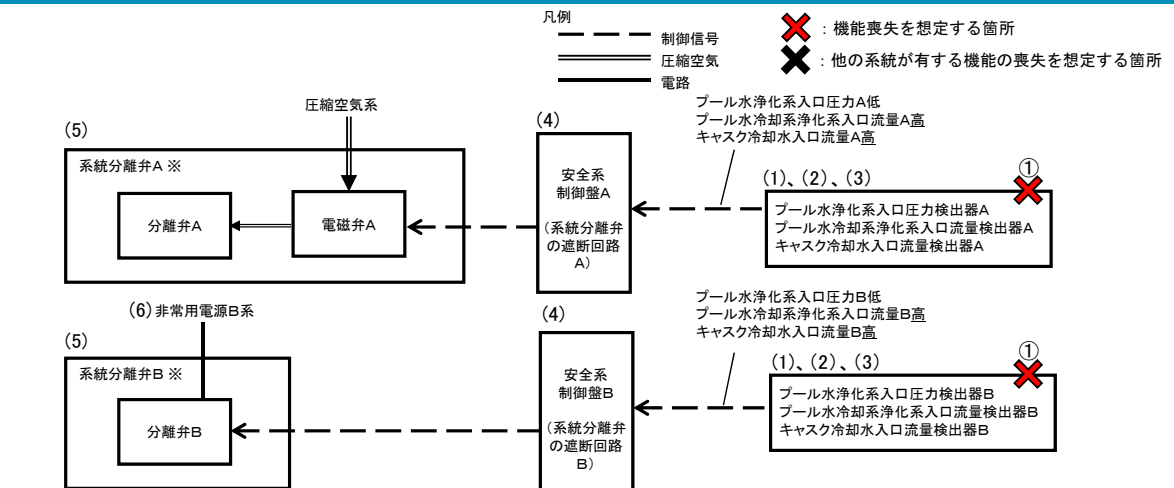 凡例
制御信号
圧縮空気
電路
：機能喪失を想定する箇所
：他の系統が有する機能の喪失を想定する箇所
圧縮空気系
(5)
系統分離弁A ※
分離弁A
電磁弁A
(4)
安全系
制御盤A
(系統分離弁
の遮断回路
A)
プール水浄化系入口圧力A低
プール水冷却系浄化系入口流量A高
キャスク冷却水入口流量A高
(1)、(2)、(3)
①
プール水浄化系入口圧力検出器A
プール水冷却系浄化系入口流量検出器A
キャスク冷却水入口流量検出器A
(6)非常用電源B系
(5)
系統分離弁B ※
分離弁B
(4)
安全系
制御盤B
(系統分離弁
の遮断回路
B)
プール水浄化系入口圧力B低
プール水冷却系浄化系入口流量B高
キャスク冷却水入口流量B高
(1)、(2)、(3)
①
プール水浄化系入口圧力検出器B
プール水冷却系浄化系入口流量検出器B
キャスク冷却水入口流量検出器B